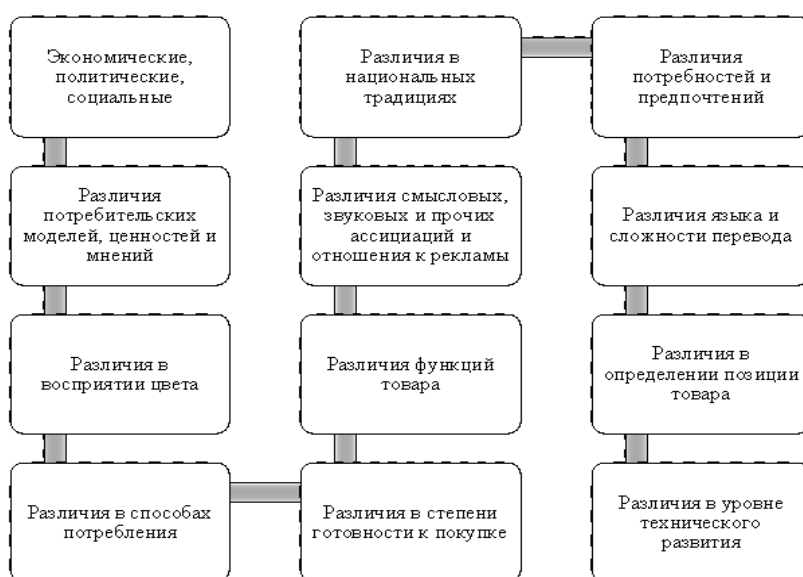 Экономические,
политические,
социальные
Различия
потребительских
моделей, ценностей и
мнений
Различия в
восприятии цвета
Различия в способах
потребления
Различия в степени
готовности к покупке
Различия функций
товара
Различия смысловых,
звуковых и прочих
ассициаций и
отношения к рекламы
Различия в
национальных
традициях
Различия
потребностей и
предпочтений
Различия языка и
сложности перевода
Различия в
определении позиции
товара
Различия в уровне
технического
развития